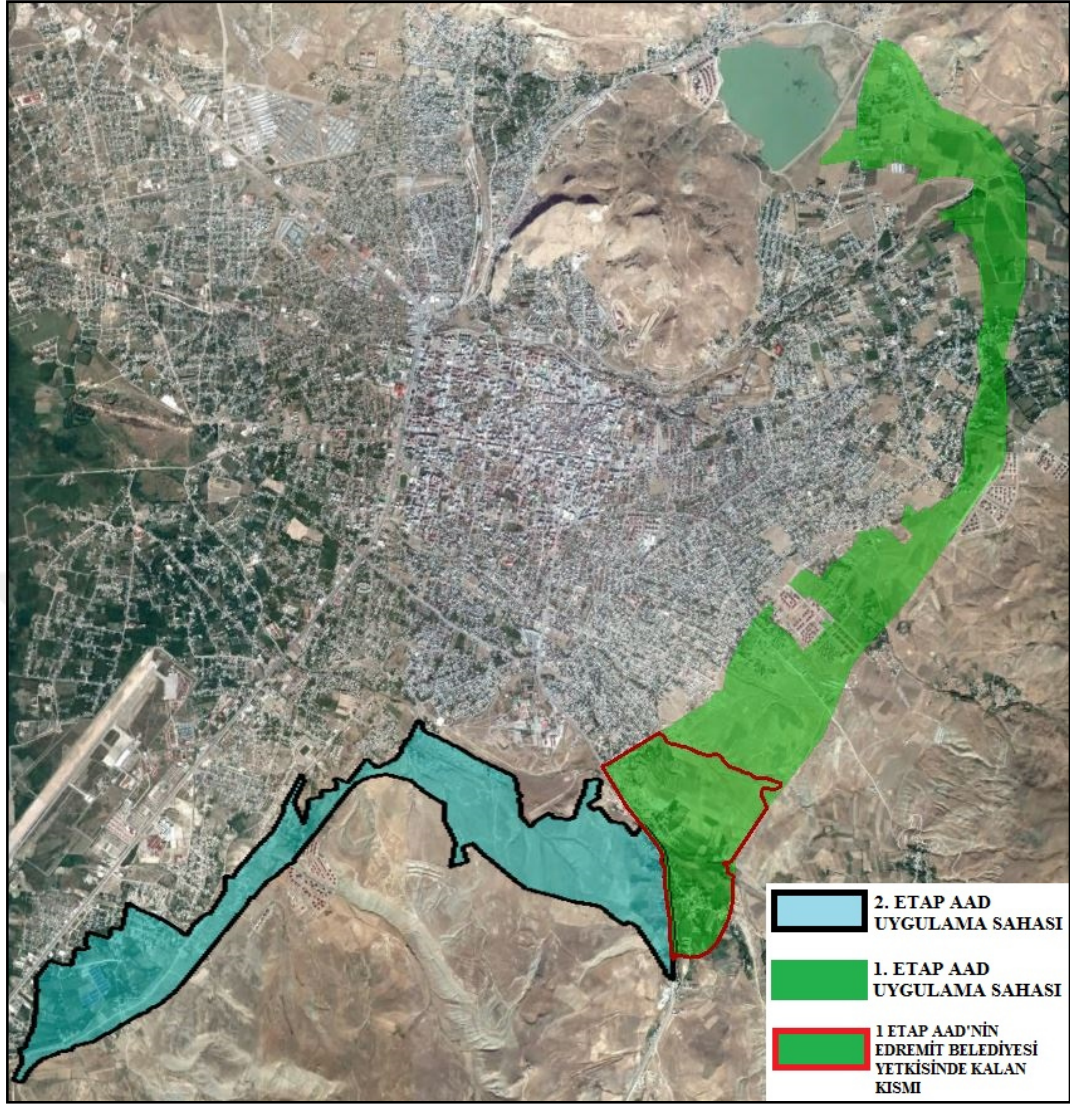 2. ETAP AAD
UYGULAMA SAHASI
1. ETAP AAD
UYGULAMA SAHASI
1 ETAP AAD'NİN
EDREMİT BELEDİYESİ
YETKİSİNDE KALAN
KISMI